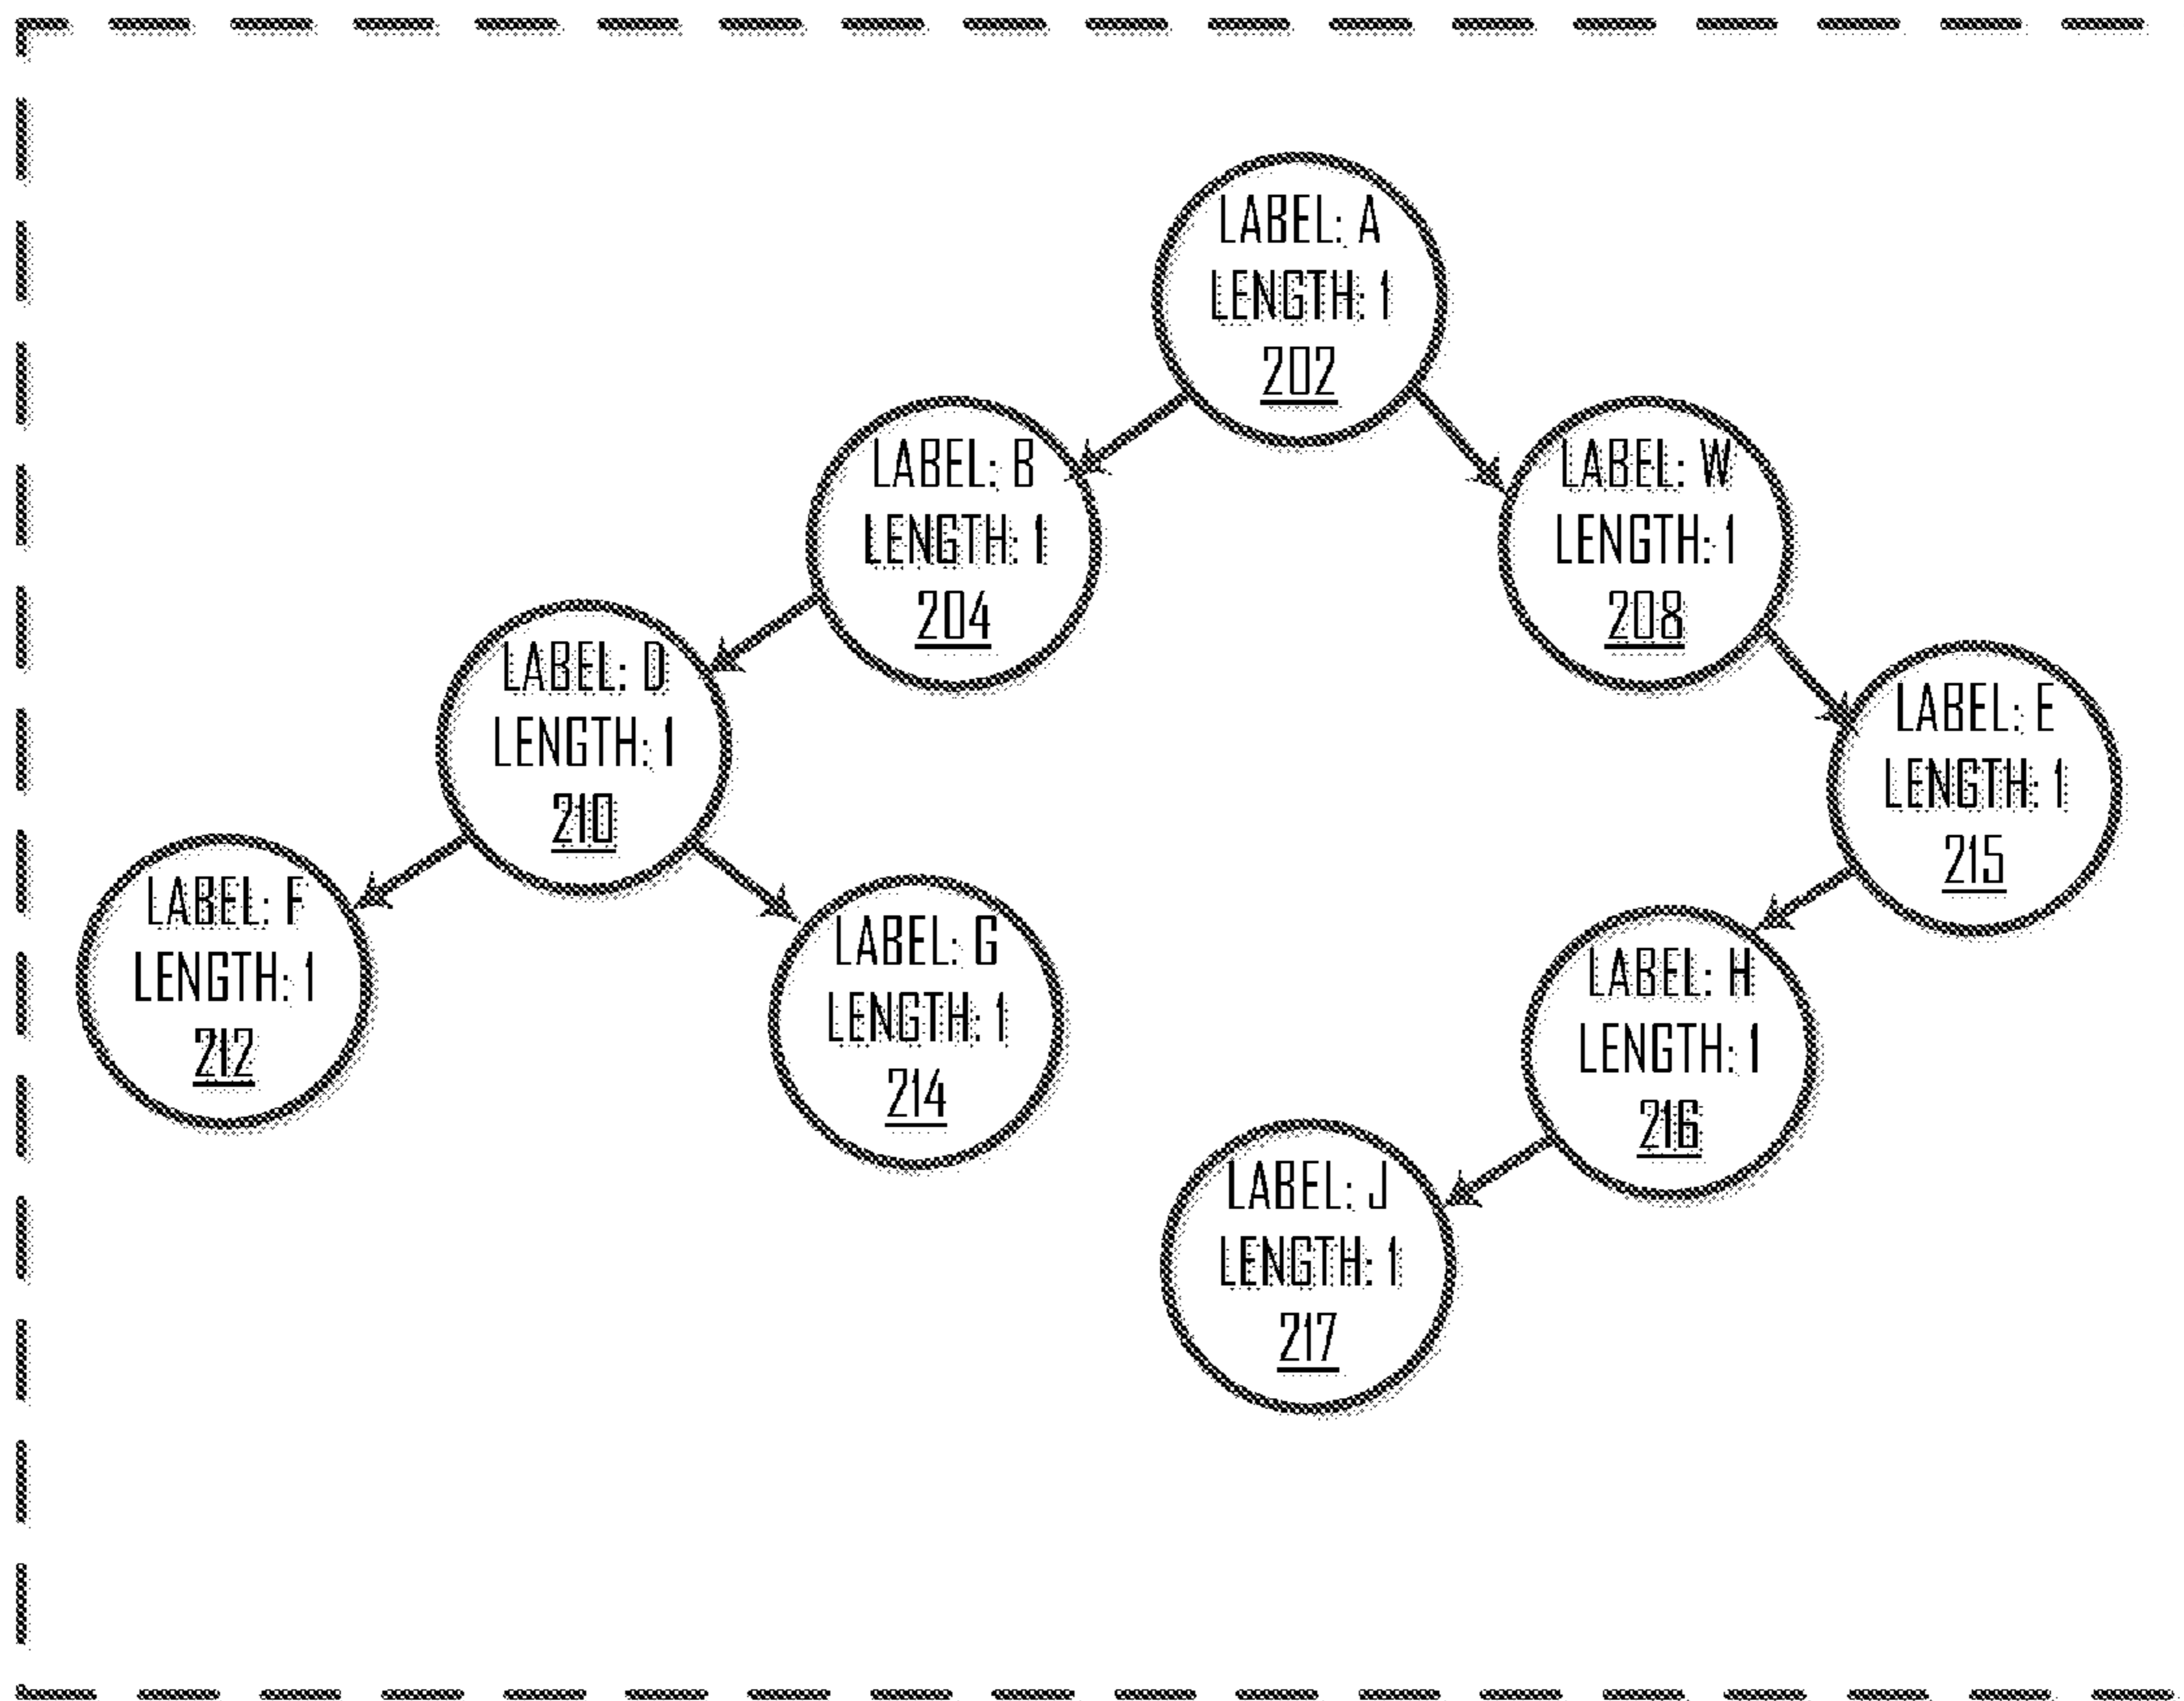 LABEL: A
LENGTH: 1
202
LABEL: B
LENGTH: 1
204
LABEL: W
LENGTH: 1
208
LABEL: D
LENGTH: 1
210
LABEL: E
LENGTH: 1
215
LABEL: F
LENGTH: 1
212
LABEL: G
LENGTH: 1
214
LABEL: H
LENGTH: 1
216
LABEL: J
LENGTH: 1
217